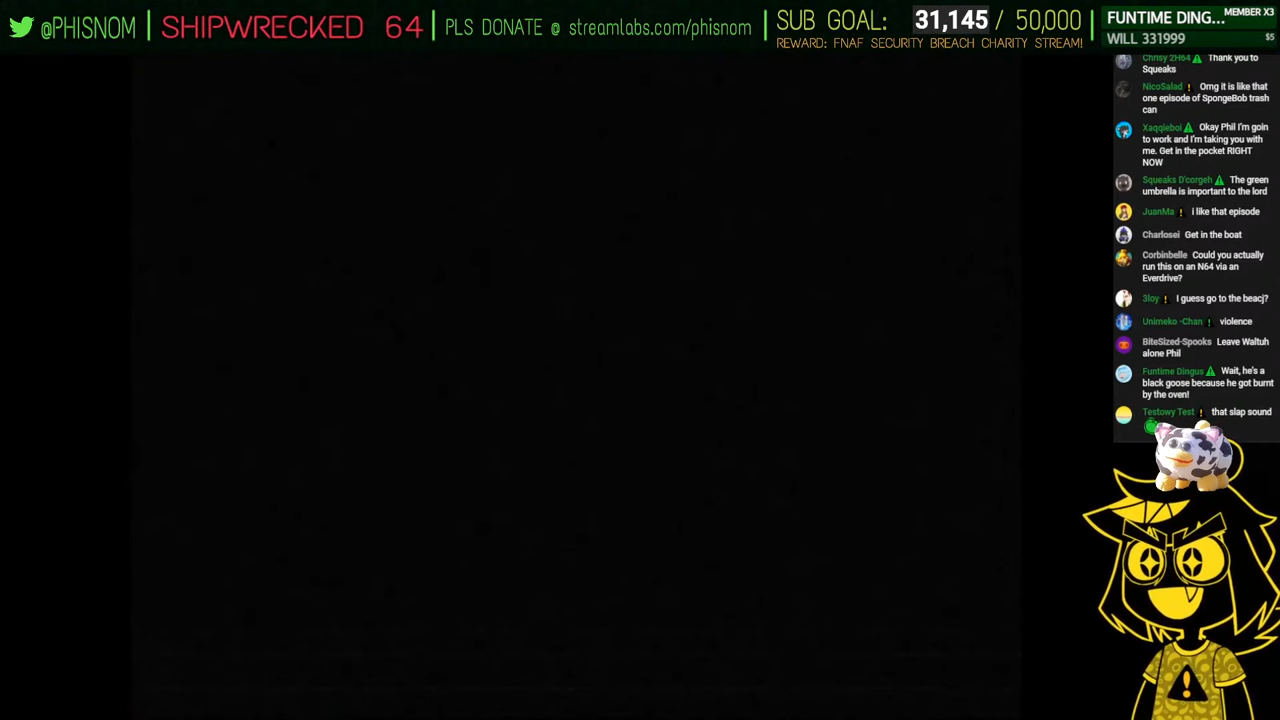 @PHISNOM
SHIPWRECKED 64
PLS DONATE @ streamlabs.com/phisnom
SUB GOAL: 31,145 / 50,000
REWARD: FNAF SECURITY BREACH CHARITY STREAM!
FUNTIME DING... MEMBER X3
WILL 331999 $5
Chrisy 2H64 Thank you to
Squeaks
NicoSalad Omg it is like that
one episode of SpongeBob trash
can
Xaqqieboi Okay Phil I'm goin
to work and I'm taking you with
me. Get in the pocket RIGHT
NOW
Squeaks D'corgeh The green
umbrella is important to the lord
JuanMa i like that episode
Charlosei Get in the boat
Corbinbelle Could you actually
run this on an N64 via an
Everdrive?
3loy I guess go to the beacj?
Unimeko -Chan violence
BiteSized-Spooks Leave Waltuh
alone Phil
Funtime Dingus Wait, he's a
black goose because he got burnt
by the oven!
Testowy Test that slap sound